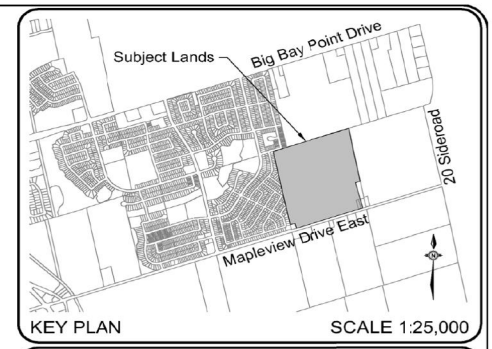 Subject Lands
Big Bay Point Drive
20 Sideroad
Mapleview Drive East
N
KEY PLAN
SCALE 1:25,000